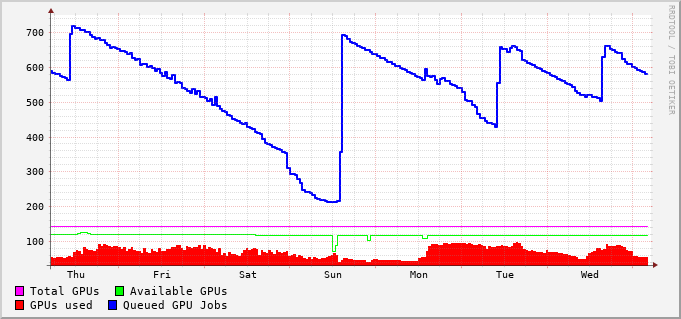 700
600
500
400
300
200
100
Thu Fri Sat Sun Mon Tue Wed
Total GPUs Available GPUs
GPUs used Queued GPU Jobs
RRDTOOL / TOBI OETIKER